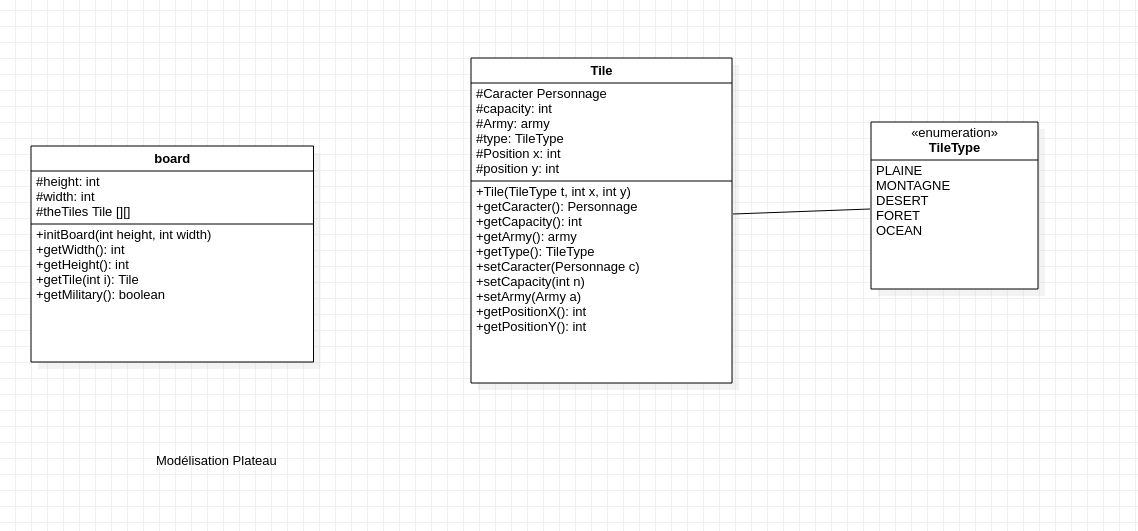 board
#height: int
#width: int
#theTiles Tile [][]
+initBoard(int height, int width)
+getWidth(): int
+getHeight(): int
+getTile(int i): Tile
+getMilitary(): boolean
Tile
#Caracter Personnage
#capacity: int
#Army: army
#type: TileType
#Position x: int
#position y: int
+Tile(TileType t, int x, int y)
+getCaracter(): Personnage
+getCapacity(): int
+getArmy(): army
+getType(): TileType
+setCaracter(Personnage c)
+setCapacity(int n)
+setArmy(Army a)
+getPositionX(): int
+getPositionY(): int
«enumeration»
TileType
PLAINE
MONTAGNE
DESERT
FORET
OCEAN
Modélisation Plateau